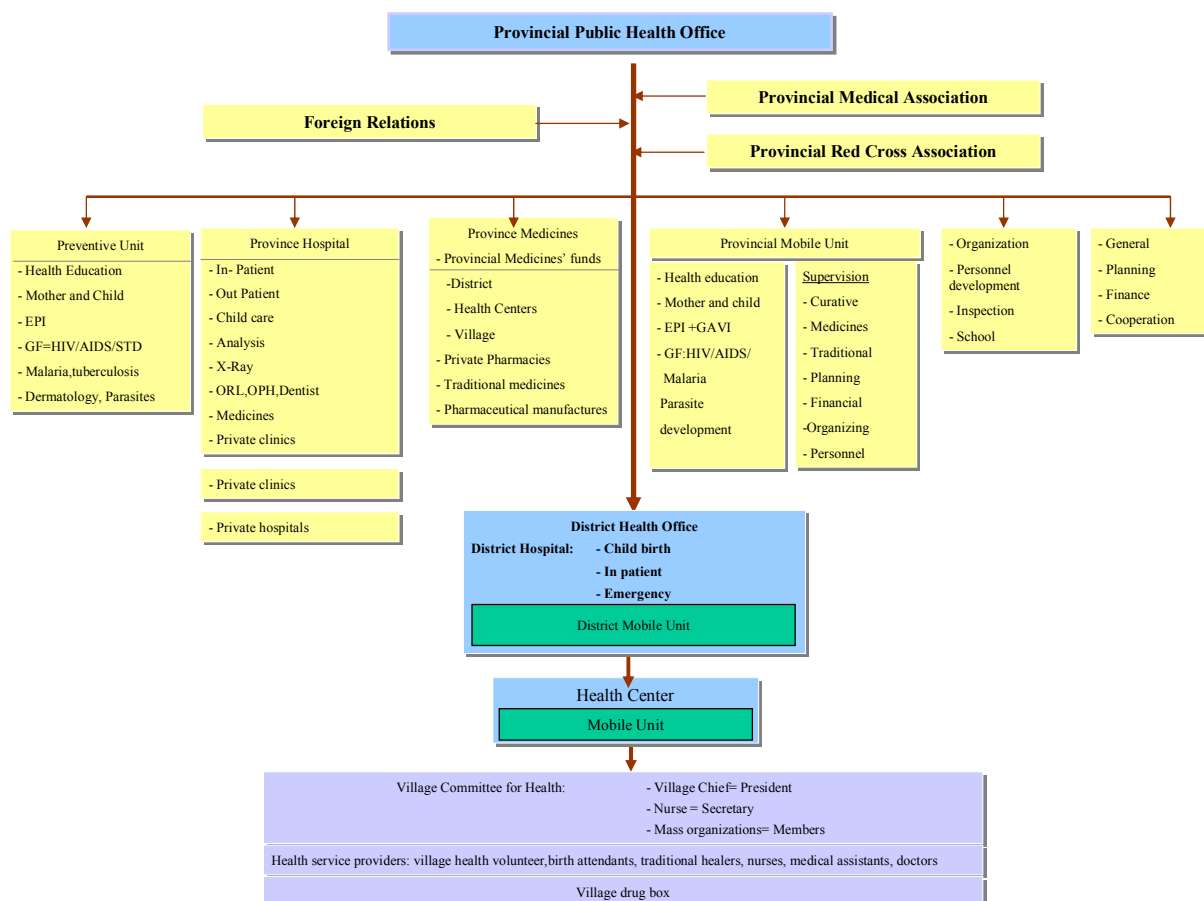 Provincial Public Health Office
Provincial Medical Association
Foreign Relations
Provincial Red Cross Association
Preventive Unit
- Health Education
- Mother and Child
- EPI
- GF=HIV/AIDS/STD
- Malaria,tuberculosis
- Dermatology, Parasites
Province Hospital
- In- Patient
- Out Patient
- Child care
- Analysis
- X-Ray
- ORL,OPH,Dentist
- Medicines
- Private clinics
- Private clinics
- Private hospitals
Province Medicines
- Provincial Medicines' funds
-District
- Health Centers
- Village
- Private Pharmacies
- Traditional medicines
- Pharmaceutical manufactures
Provincial Mobile Unit
- Health education
- Mother and child
- EPI +GAVI
- GF:HIV/AIDS/
Malaria
Parasite
development
Supervision
- Curative
- Medicines
- Traditional
- Planning
- Financial
-Organizing
- Personnel
- Organization
- Personnel
development
- Inspection
- School
- General
- Planning
- Finance
- Cooperation
District Health Office
District Hospital: - Child birth
- In patient
- Emergency
District Mobile Unit
Health Center
Mobile Unit
Village Committee for Health: - Village Chief= President
- Nurse = Secretary
- Mass organizations= Members
Health service providers: village health volunteer,birth attendants, traditional healers, nurses, medical assistants, doctors
Village drug box